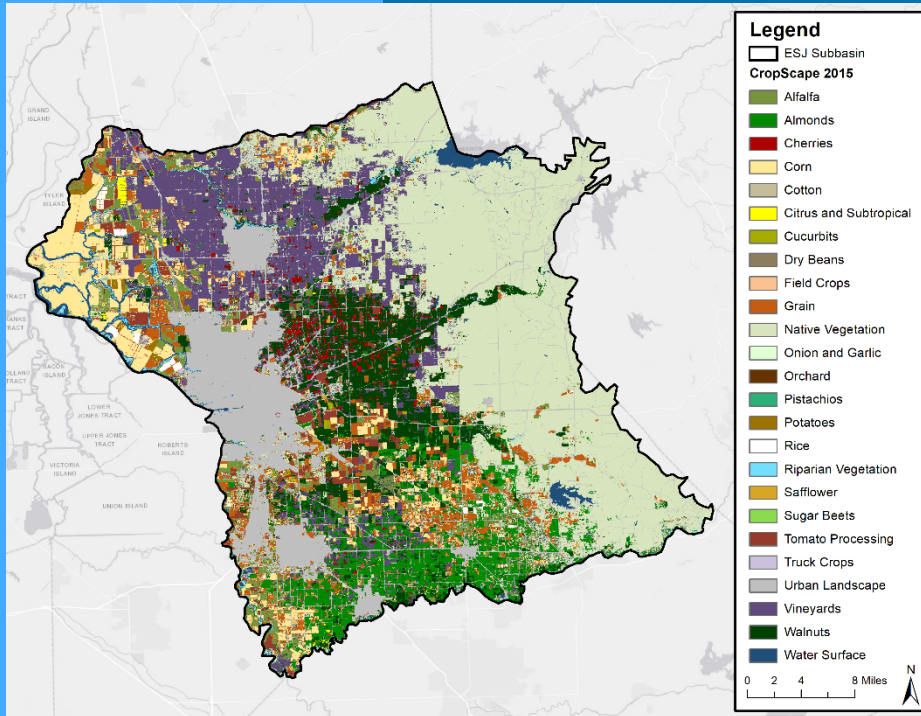 GRAND
ISLAND
TYLER
ISLAND
TRACT
TRACT
BACON
ISLAND
TRACT
LOWER
JONES TRACT
UPPER JONES
TRACT
ROBERTS
ISLAND
VICTORIA
ISLAND
UNION ISLAND
Legend
ESJ Subbasin
CropScape 2015
Alfalfa
Almonds
Cherries
Corn
Cotton
Citrus and Subtropical
Cucurbits
Dry Beans
Field Crops
Grain
Native Vegetation
Onion and Garlic
Orchard
Pistachios
Potatoes
Rice
Riparian Vegetation
Safflower
Sugar Beets
Tomato Processing
Truck Crops
Urban Landscape
Vineyards
Walnuts
Water Surface
0 2 4 8 Miles
N